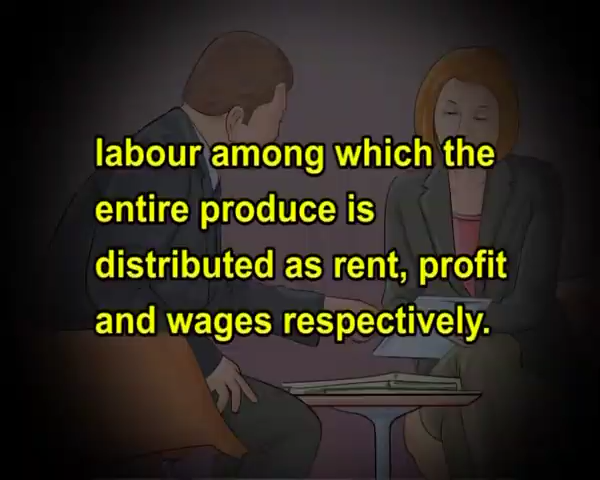 labour among which the
entire produce is
distributed as rent, profit
and wages respectively.